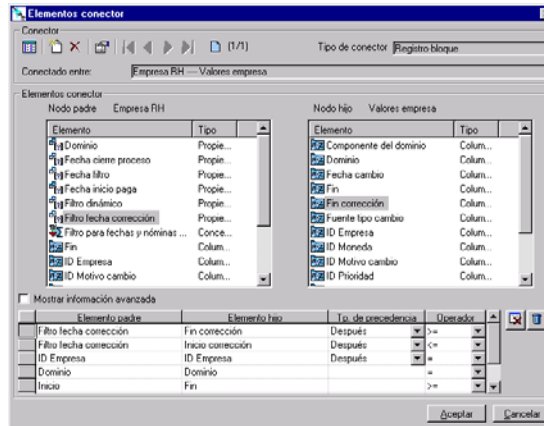 Elementos conector
Conector
(1/1)
Tipo de conector Registro-bloque
Conectado entre: Empresa RH --- Valores empresa
Elementos conector
Nodo padre Empresa RH
Nodo hijo Valores empresa
Elemento Tipo
Dominio Propie...
Fecha cierre proceso Propie...
Fecha filtro Propie...
Fecha inicio paga Propie...
Filtro dinámico Propie...
Filtro fecha corrección Propie...
Filtro para fechas y nóminas ... Conce...
Fin Colum...
ID Empresa Colum...
ID Motivo cambio Colum...
Elemento Tipo
Componente del dominio Colum...
Dominio Colum...
Fecha cambio Colum...
Fin Colum...
Fin corrección Colum...
Fuente tipo cambio Colum...
ID Empresa Colum...
ID Moneda Colum...
ID Motivo cambio Colum...
ID Prioridad Colum...
Mostrar información avanzada
Elemento padre Elemento hijo Tp. de precedencia Operador
Filtro fecha corrección Fin corrección Después >=
Filtro fecha corrección Inicio corrección Después <=
ID Empresa ID Empresa Después =
Dominio Dominio =
Inicio Fin >=
Aceptar Cancelar